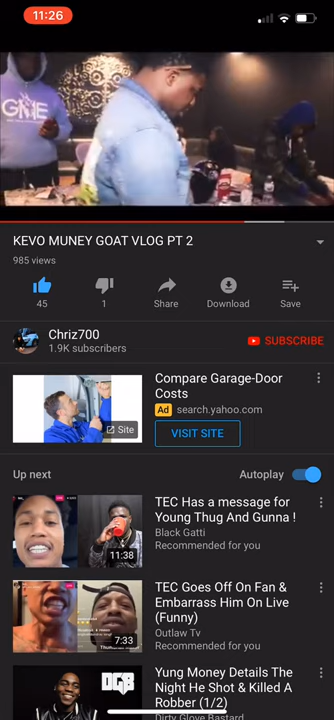 11:26
GME
KEVO MUNEY GOAT VLOG PT 2
985 views
45
1
Share
Download
Save
Chriz700
1.9K subscribers
SUBSCRIBE
Compare Garage-Door
Costs
Ad search.yahoo.com
Site
VISIT SITE
Up next
Autoplay
TEC Has a message for
Young Thug And Gunna !
Black Gatti
Recommended for you
11:38
TEC Goes Off On Fan &
Embarrass Him On Live
(Funny)
Outlaw Tv
Recommended for you
7:33
Yung Money Details The
Night He Shot & Killed A
Robber (1/2)
Dirty Glove Bastard
DGB